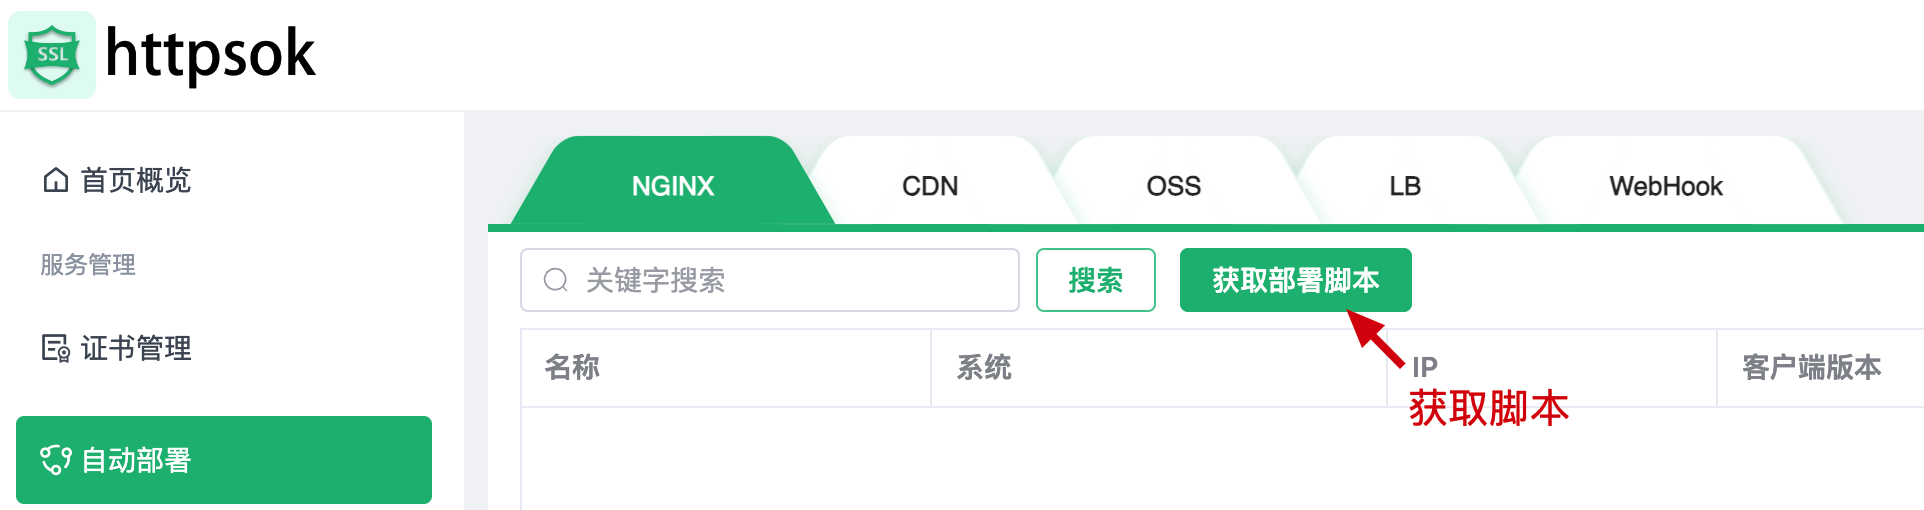 SSL httpsok
首页概览
服务管理
证书管理
自动部署
NGINX CDN OSS LB WebHook
关键字搜索 搜索 获取部署脚本
名称 系统 IP 客户端版本
获取脚本